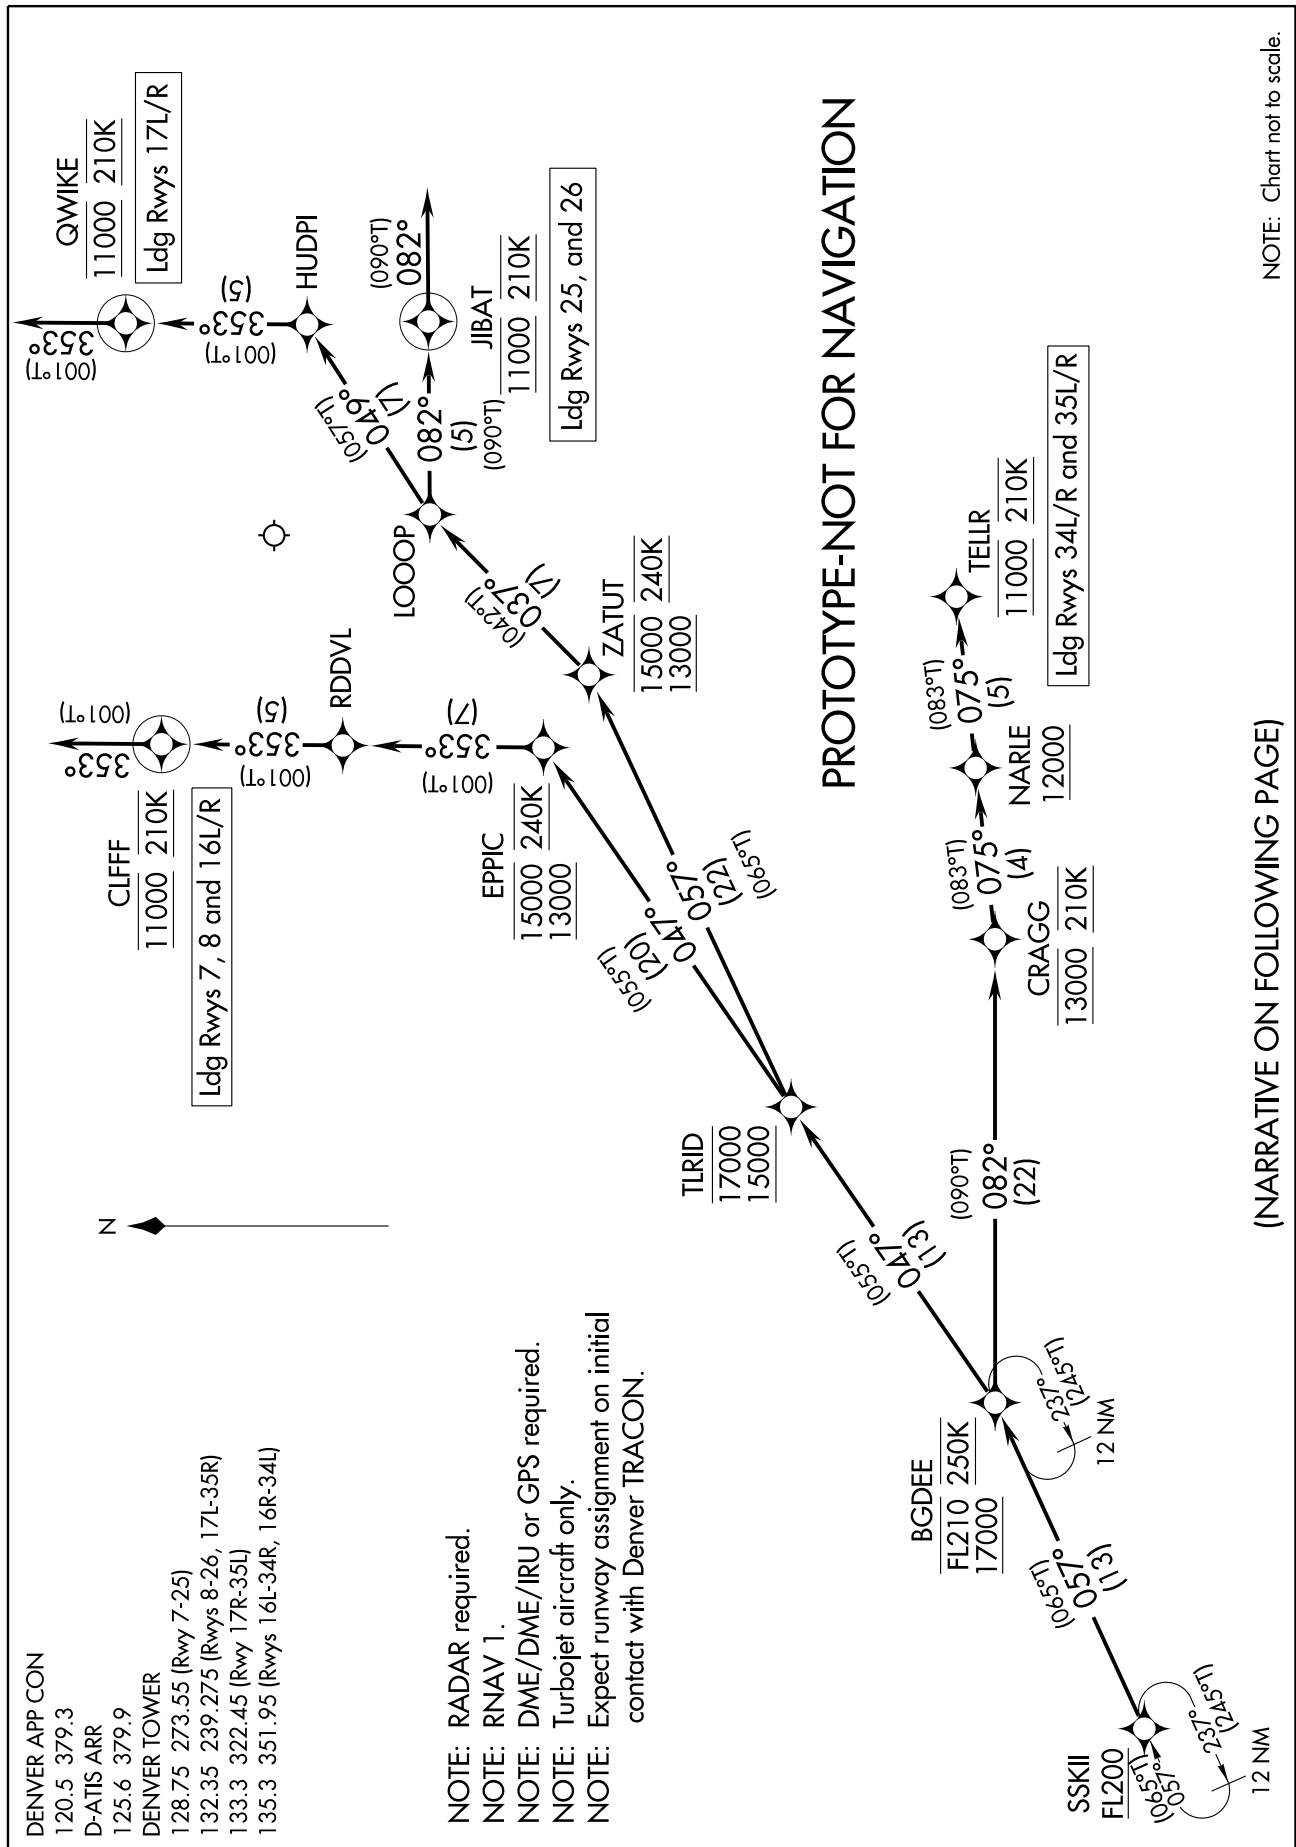 DENVER APP CON
120.5 379.3
D-ATIS ARR
125.6 379.9
DENVER TOWER
128.75 273.55 (Rwy 7-25)
132.35 239.275 (Rwys 8-26, 17L-35R)
133.3 322.45 (Rwy 17R-35L)
135.3 351.95 (Rwys 16L-34R, 16R-34L)
NOTE: RADAR required.
NOTE: RNAV 1.
NOTE: DME/DME/IRU or GPS required.
NOTE: Turbojet aircraft only.
NOTE: Expect runway assignment on initial
contact with Denver TRACON.
N
SSKII
FL200
(065°T)
057°
237°
(245°T)
12 NM
(065°T)
057°
(13)
BGDEE
FL210 250K
17000
237°
(245°T)
12 NM
(055°T)
047°
(13)
(090°T)
082°
(22)
TLRID
17000
15000
(055°T)
(20)
047°
057°
(22)
(065°T)
CLFFF
11000 210K
Ldg Rwys 7, 8 and 16L/R
353°
(001°T)
(5)
353°
(001°T)
RDDVL
(7)
353°
(001°T)
EPPIC
15000 240K
13000
ZATUT
15000 240K
13000
(042°T)
037°
(7)
LOOOP
(057°T)
049°
(7)
HUDPI
(5)
353°
(001°T)
QWIKE
11000 210K
Ldg Rwys 17L/R
353°
(001°T)
082°
(5)
(090°T)
JIBAT
11000 210K
Ldg Rwys 25, and 26
(090°T)
082°
CRAGG
13000 210K
(083°T)
075°
(4)
NARLE
12000
(083°T)
075°
(5)
TELLR
11000 210K
Ldg Rwys 34L/R and 35L/R
PROTOTYPE-NOT FOR NAVIGATION
(NARRATIVE ON FOLLOWING PAGE)
NOTE: Chart not to scale.